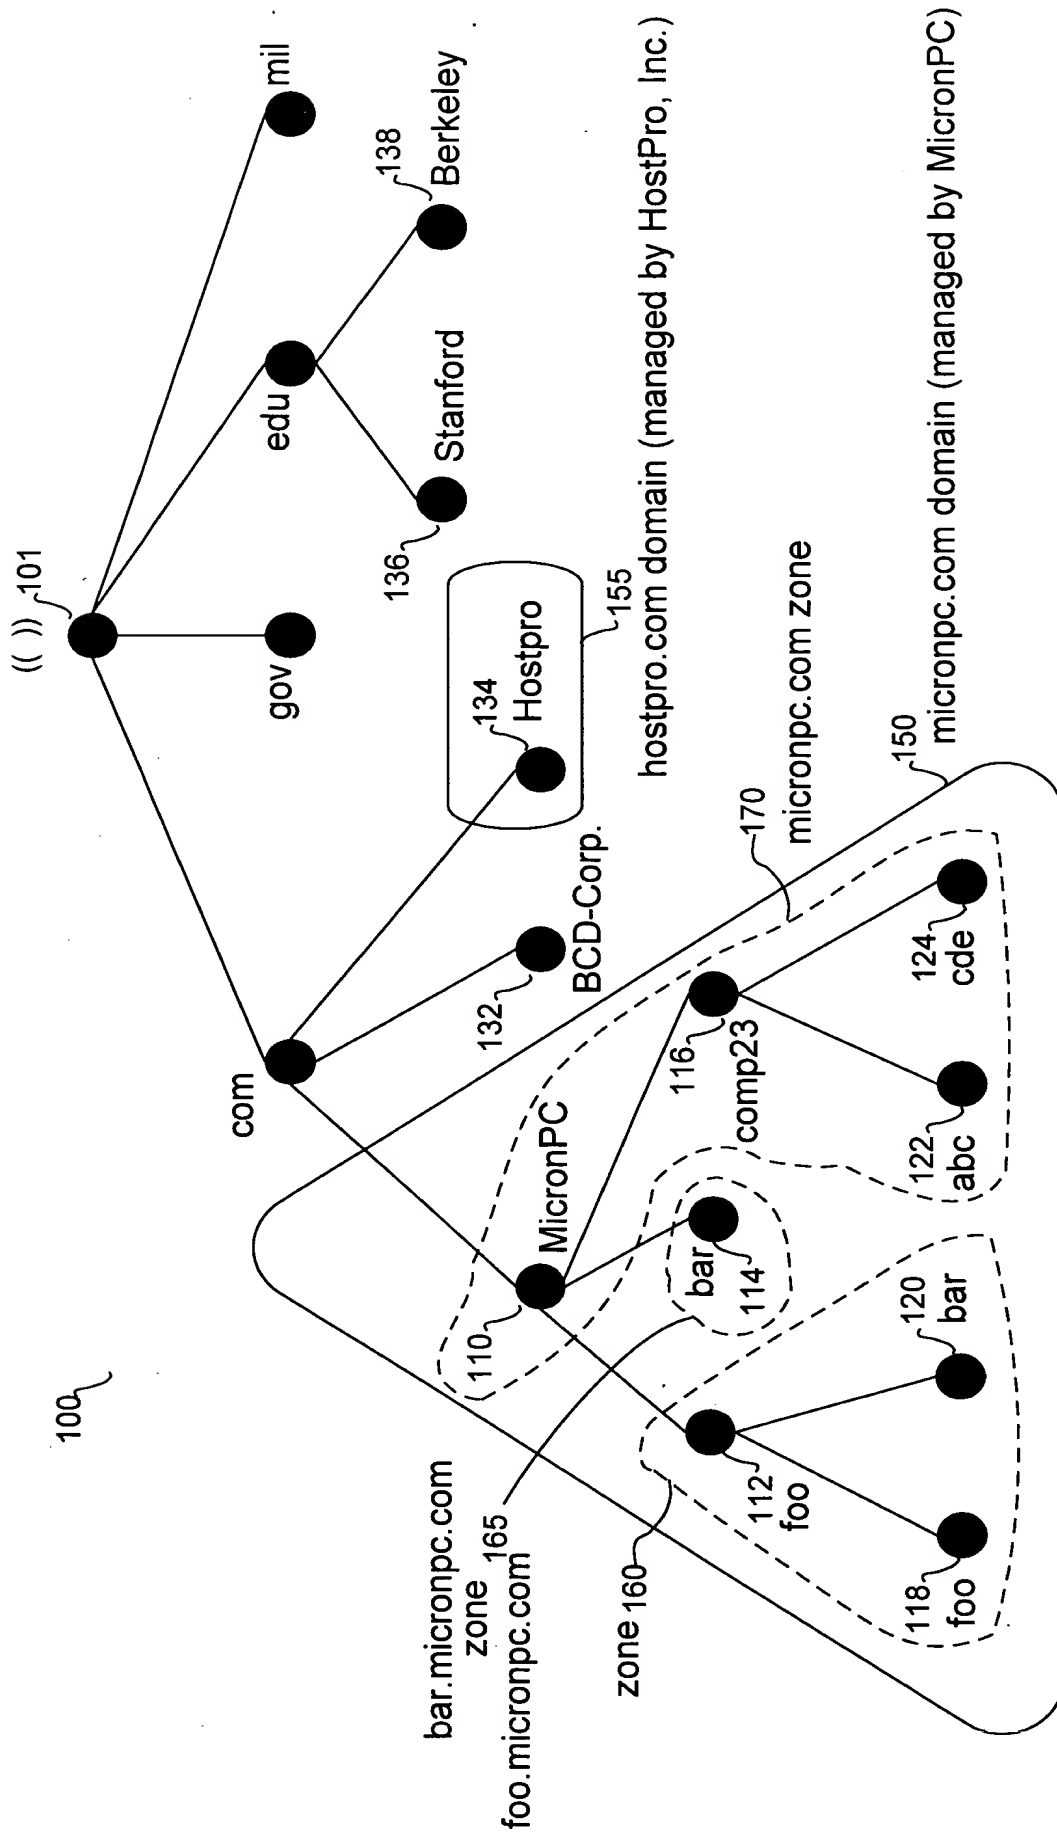 100
(( )) 101
com
gov
edu
mil
110
MicronPC
132
BCD-Corp.
134
Hostpro
155
136
Stanford
138
Berkeley
hostpro.com domain (managed by HostPro, Inc.)
bar.micronpc.com
zone
165
foo.micronpc.com
zone 160
112
foo
bar
114
116
comp23
170
micronpc.com zone
118
foo
120
bar
122
abc
124
cde
150
micronpc.com domain (managed by MicronPC)